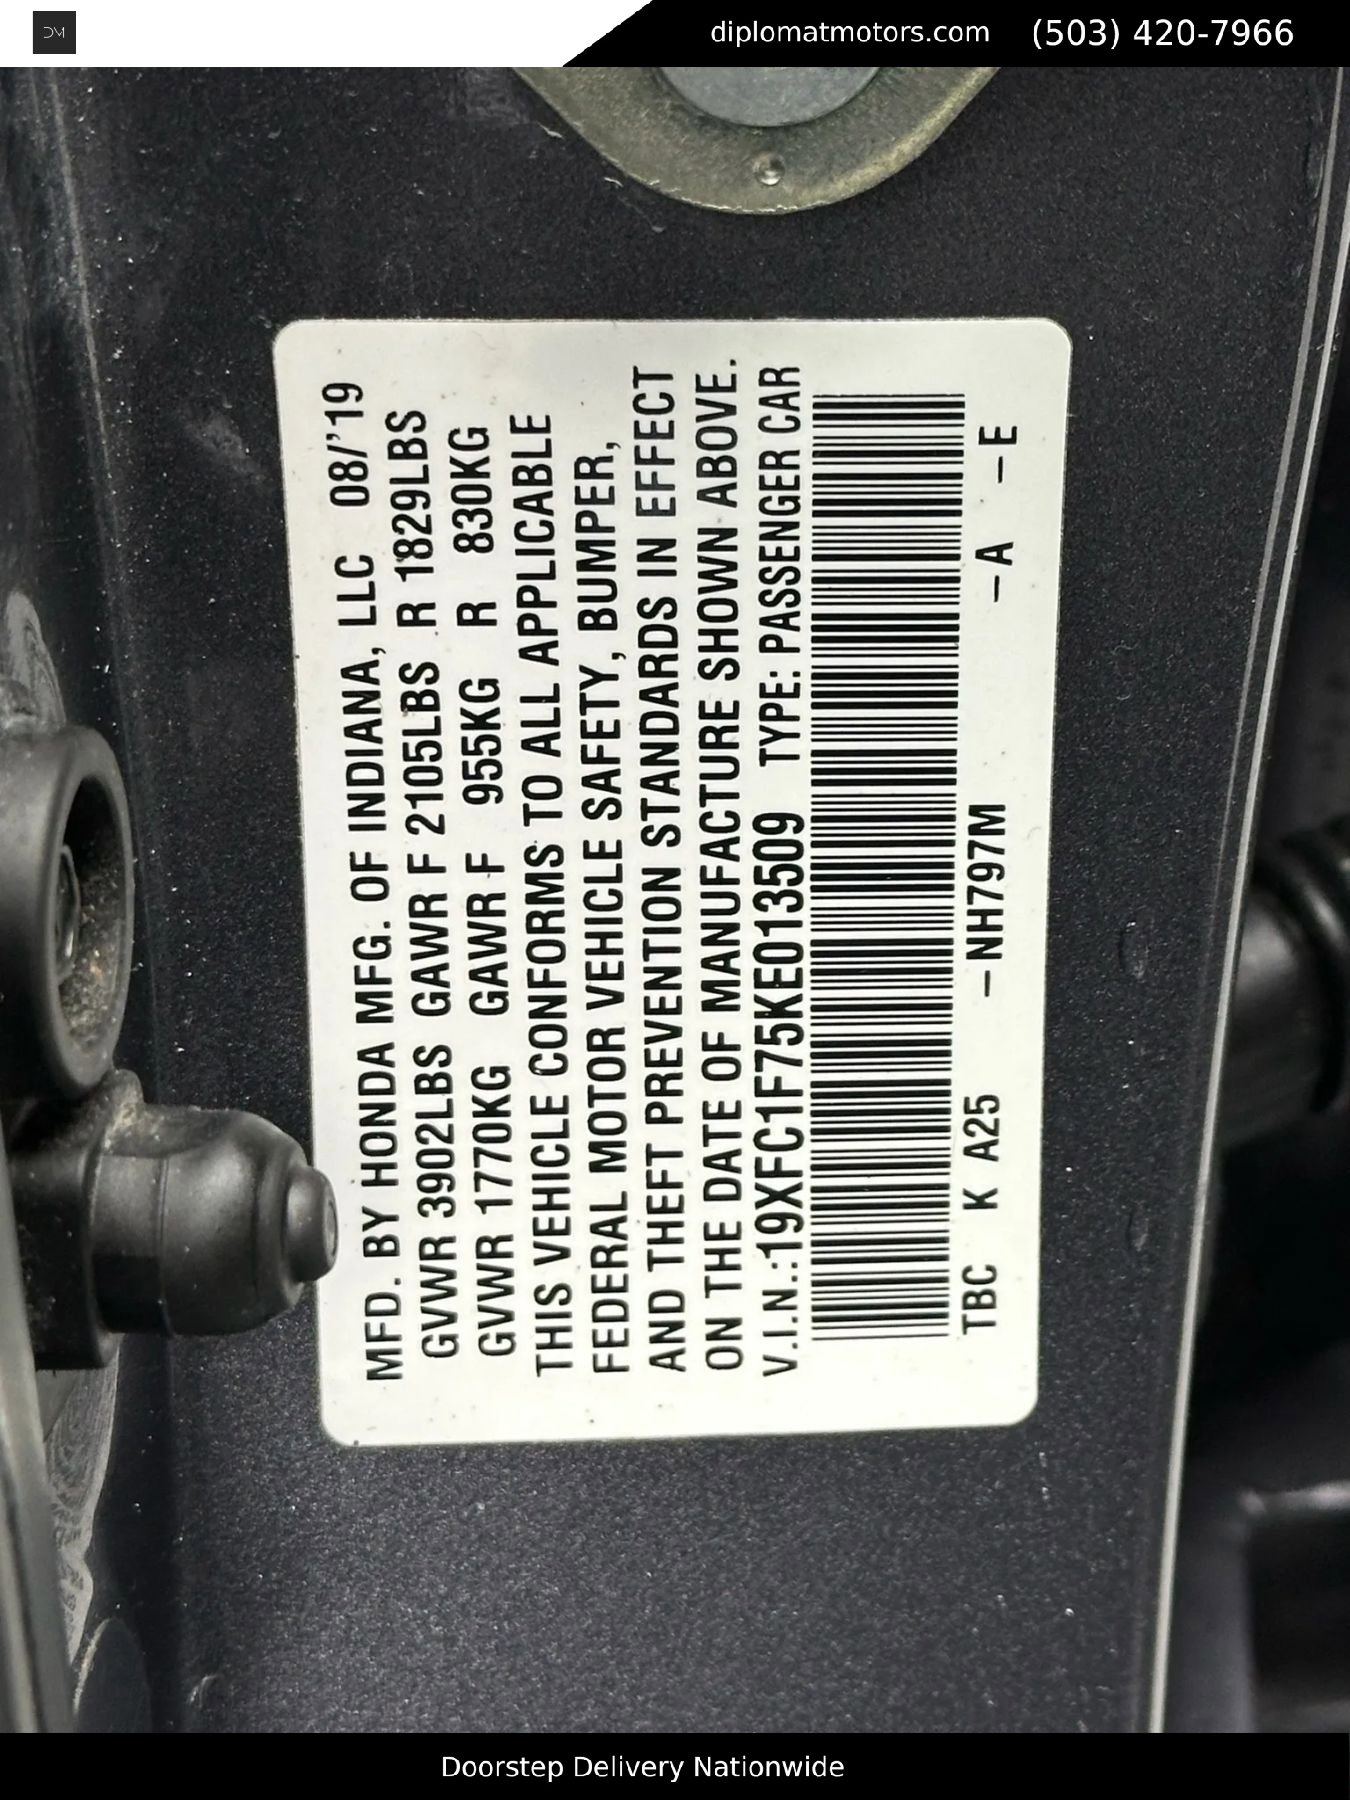 DM
diplomatmotors.com (503) 420-7966
MFD. BY HONDA MFG. OF INDIANA, LLC 08/'19
GVWR 3902LBS GAWR F 2105LBS R 1829LBS
GVWR 1770KG GAWR F 955KG R 830KG
THIS VEHICLE CONFORMS TO ALL APPLICABLE
FEDERAL MOTOR VEHICLE SAFETY, BUMPER,
AND THEFT PREVENTION STANDARDS IN EFFECT
ON THE DATE OF MANUFACTURE SHOWN ABOVE.
V.I.N.:19XFC1F75KE013509 TYPE: PASSENGER CAR
TBC K A25 –NH797M –A –E
Doorstep Delivery Nationwide